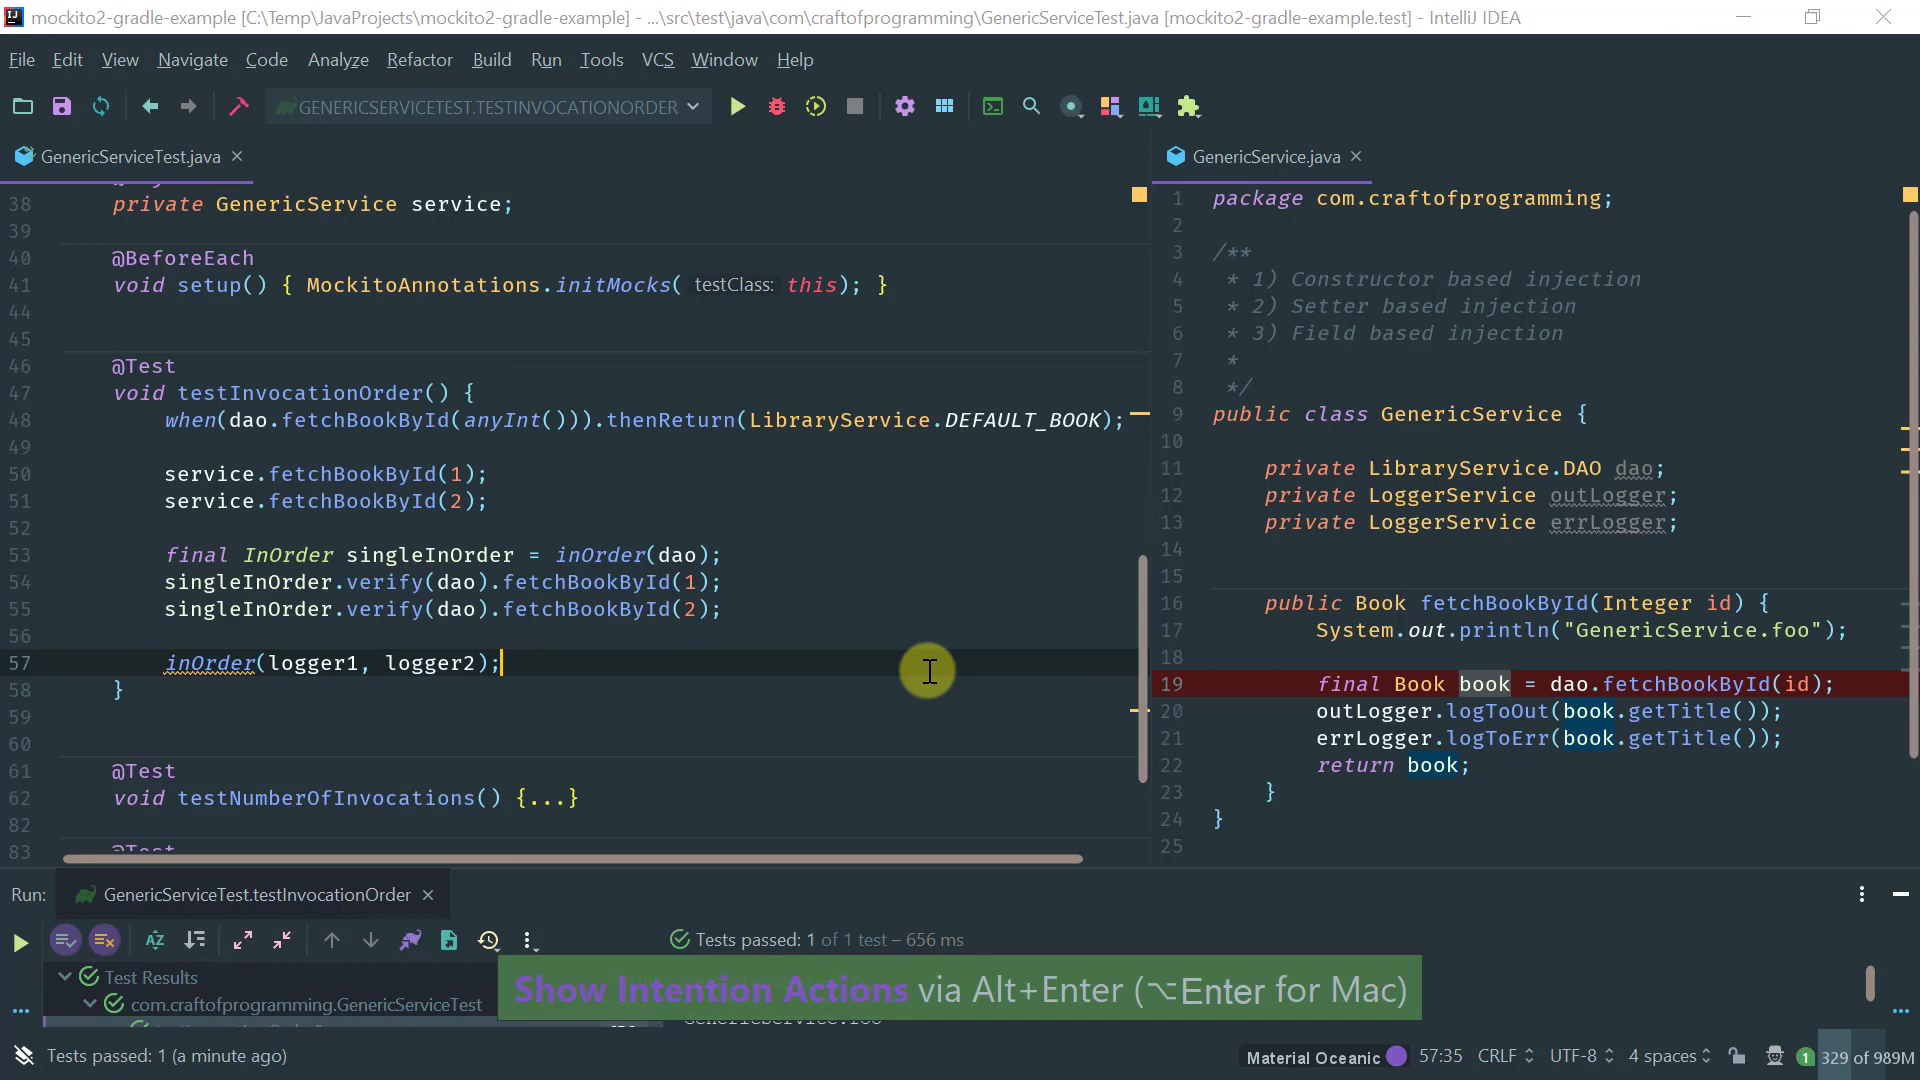 mockito2-gradle-example [C:\Temp\JavaProjects\mockito2-gradle-example] - ...\src\test\java\com\craftofprogramming\GenericServiceTest.java [mockito2-gradle-example.test] - IntelliJ IDEA
File Edit View Navigate Code Analyze Refactor Build Run Tools VCS Window Help
GENERICSERVICETEST.TESTINVOCATIONORDER
GenericServiceTest.java
38 private GenericService service;
39
40 @BeforeEach
41 void setup() { MockitoAnnotations.initMocks( testClass: this); }
44
45
46 @Test
47 void testInvocationOrder() {
48 when(dao.fetchBookById(anyInt())).thenReturn(LibraryService.DEFAULT_BOOK);
49
50 service.fetchBookById(1);
51 service.fetchBookById(2);
52
53 final InOrder singleInOrder = inOrder(dao);
54 singleInOrder.verify(dao).fetchBookById(1);
55 singleInOrder.verify(dao).fetchBookById(2);
56
57 inOrder(logger1, logger2);
58 }
59
60
61 @Test
62 void testNumberOfInvocations() {...}
82
83 @Test
GenericService.java
1 package com.craftofprogramming;
2
3 /**
4 * 1) Constructor based injection
5 * 2) Setter based injection
6 * 3) Field based injection
7 *
8 */
9 public class GenericService {
10
11 private LibraryService.DAO dao;
12 private LoggerService outLogger;
13 private LoggerService errLogger;
14
15
16 public Book fetchBookById(Integer id) {
17 System.out.println("GenericService.foo");
18
19 final Book book = dao.fetchBookById(id);
20 outLogger.logToOut(book.getTitle());
21 errLogger.logToErr(book.getTitle());
22 return book;
23 }
24 }
25
Run: GenericServiceTest.testInvocationOrder
Tests passed: 1 of 1 test – 656 ms
Test Results
com.craftofprogramming.GenericServiceTest
Show Intention Actions via Alt+Enter (⌥Enter for Mac)
Tests passed: 1 (a minute ago)
Material Oceanic 57:35 CRLF UTF-8 4 spaces 1 329 of 989M